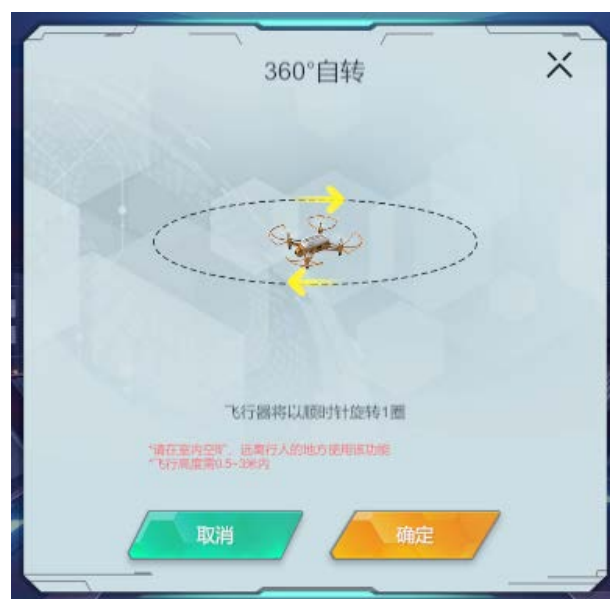 360°自转
飞行器将以顺时针旋转1圈
*请在室内空旷、远离行人的地方使用该功能
*飞行高度需0.5~3米内
取消
确定